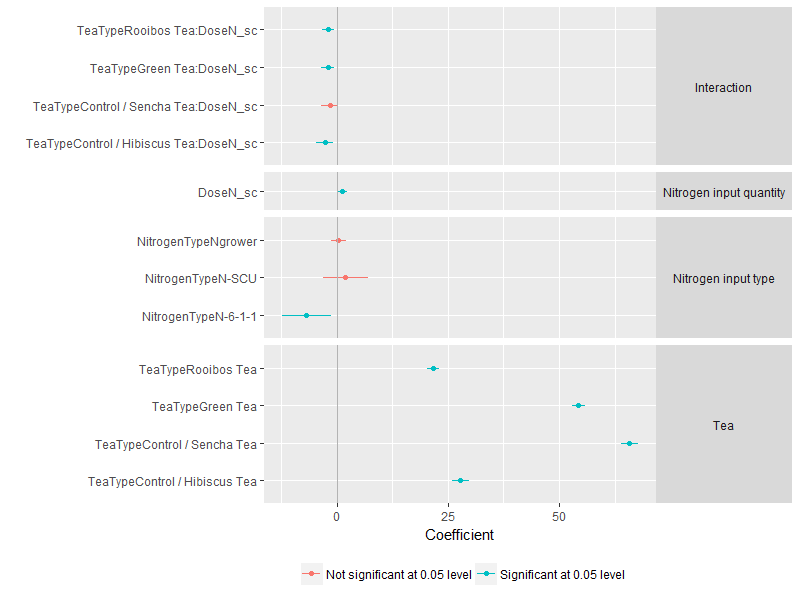 TeaTypeRooibos Tea:DoseN_sc
TeaTypeGreen Tea:DoseN_sc
TeaTypeControl / Sencha Tea:DoseN_sc
TeaTypeControl / Hibiscus Tea:DoseN_sc
Interaction
DoseN_sc
Nitrogen input quantity
NitrogenTypeNgrower
NitrogenTypeN-SCU
NitrogenTypeN-6-1-1
Nitrogen input type
TeaTypeRooibos Tea
TeaTypeGreen Tea
TeaTypeControl / Sencha Tea
TeaTypeControl / Hibiscus Tea
Tea
0 25 50
Coefficient
Not significant at 0.05 level Significant at 0.05 level